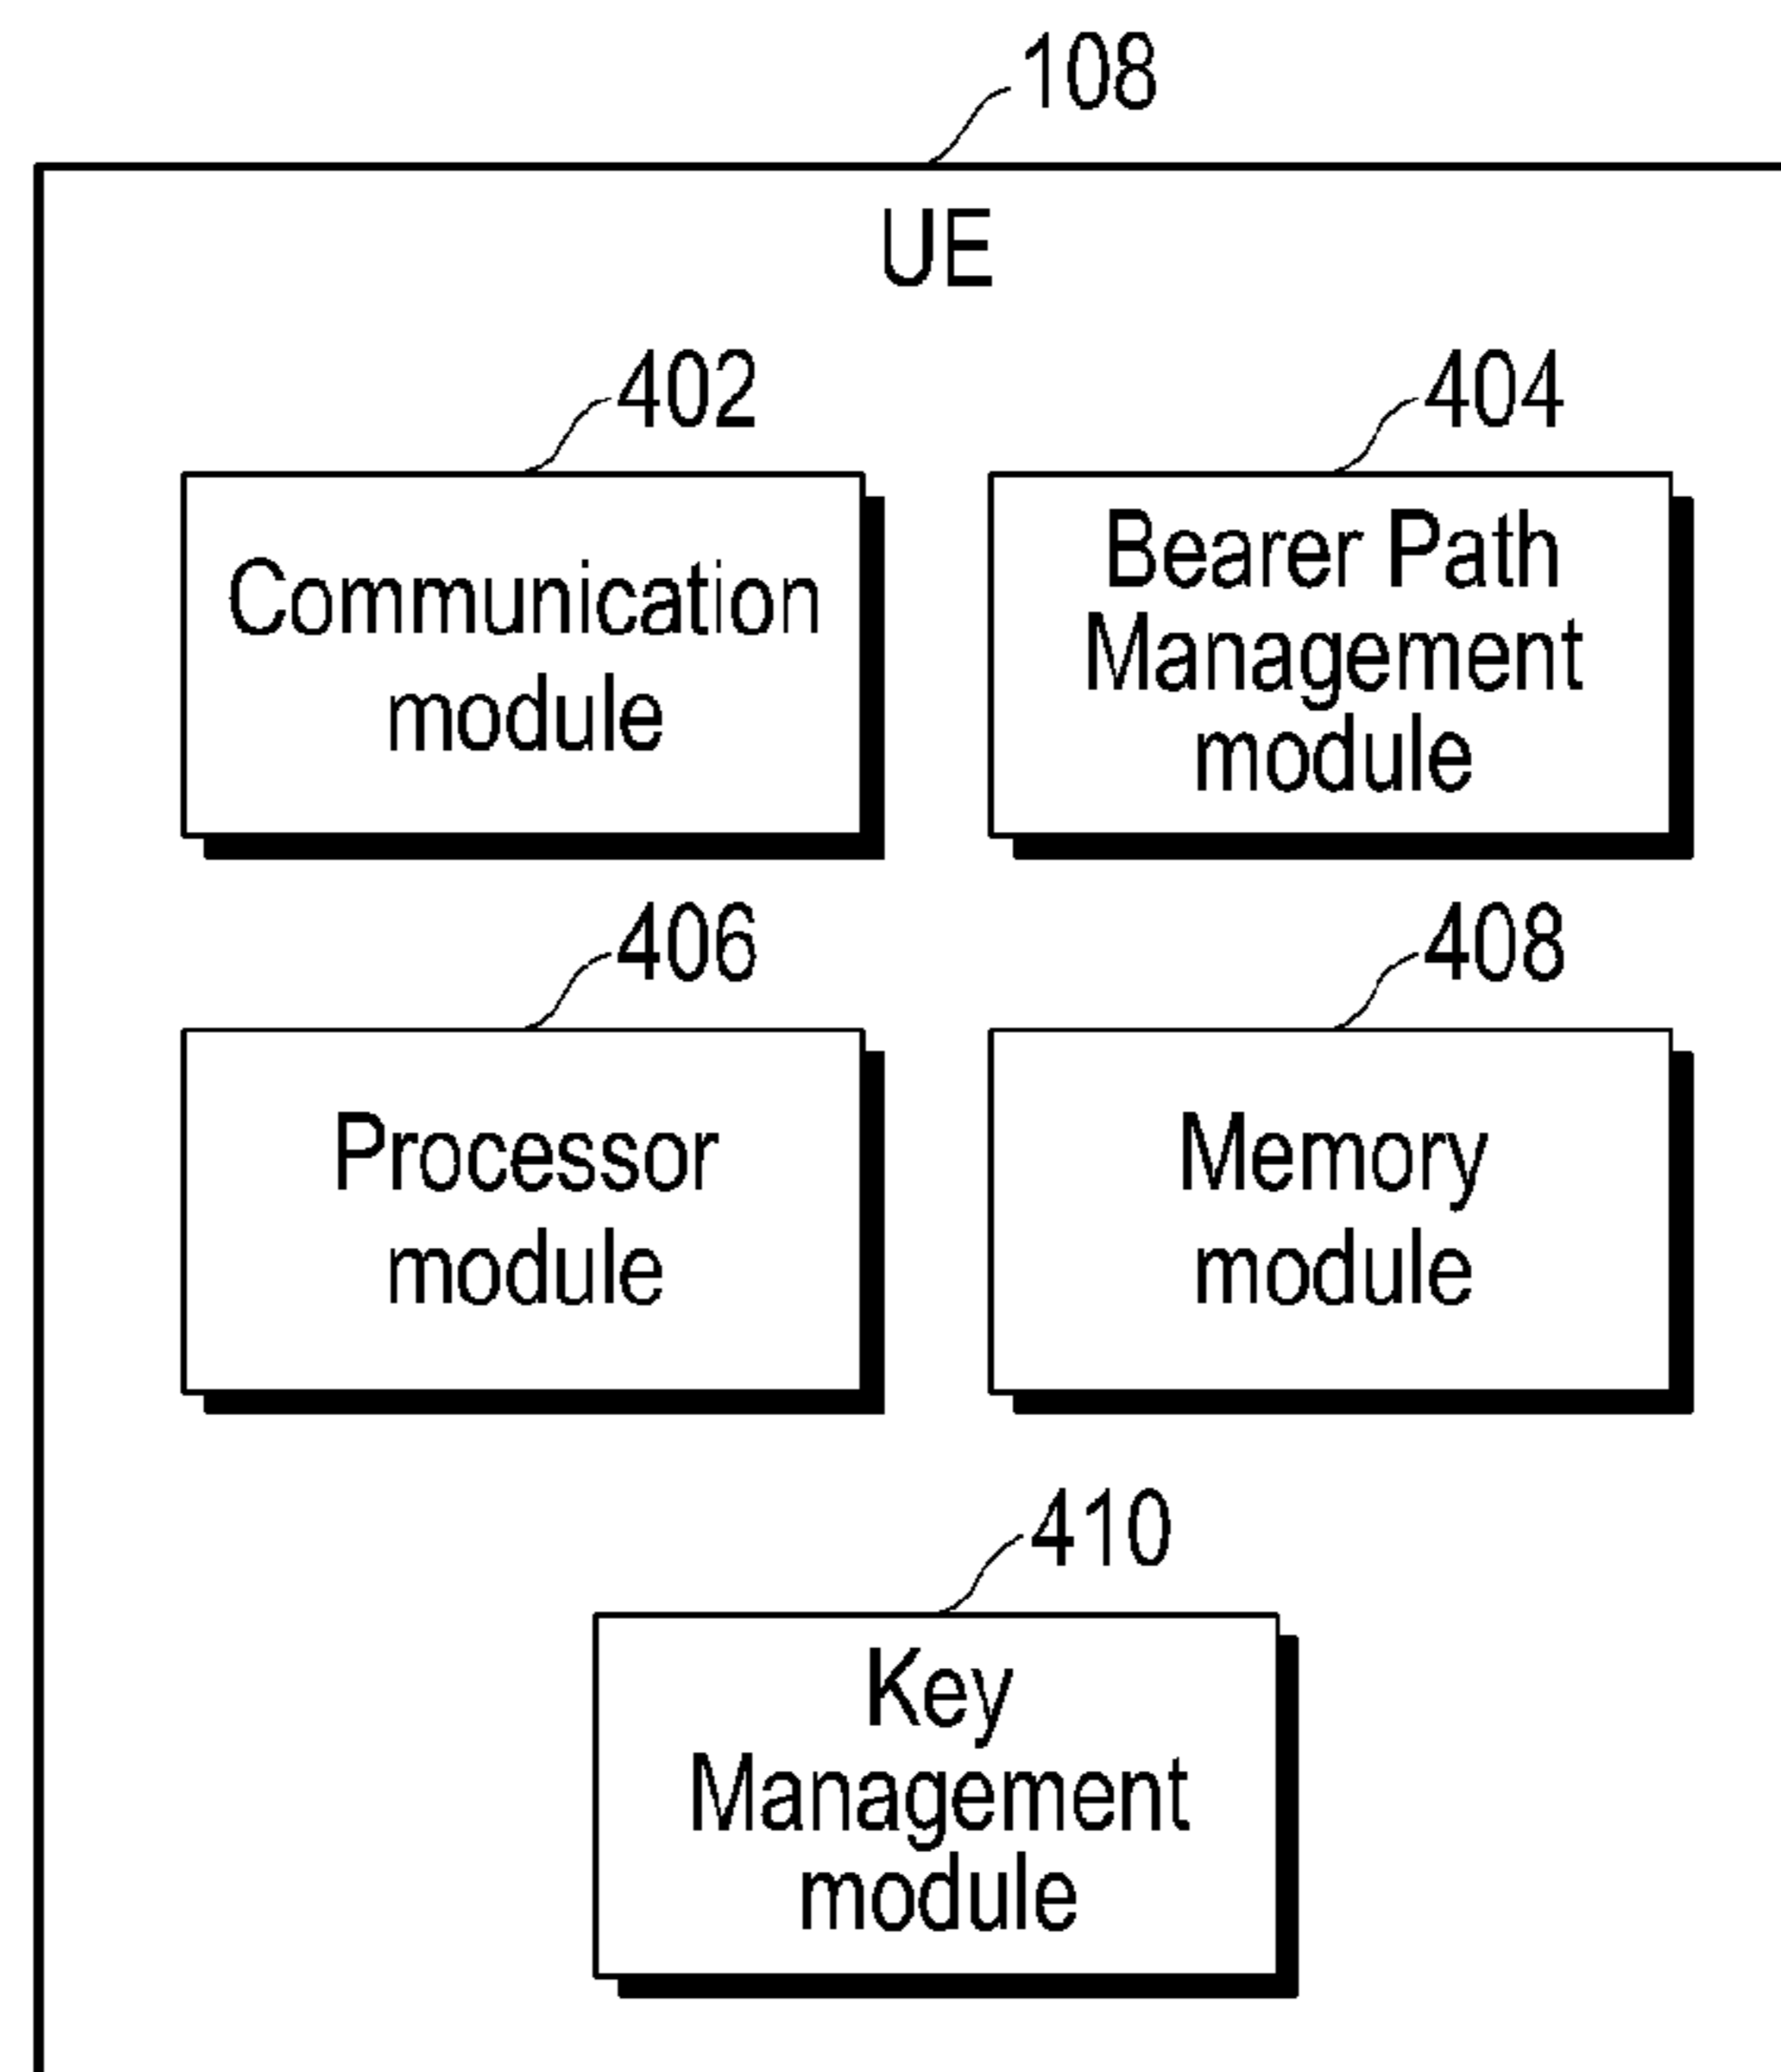 108
UE
402
404
Communication
module
Bearer Path
Management
module
406
408
Processor
module
Memory
module
410
Key
Management
module